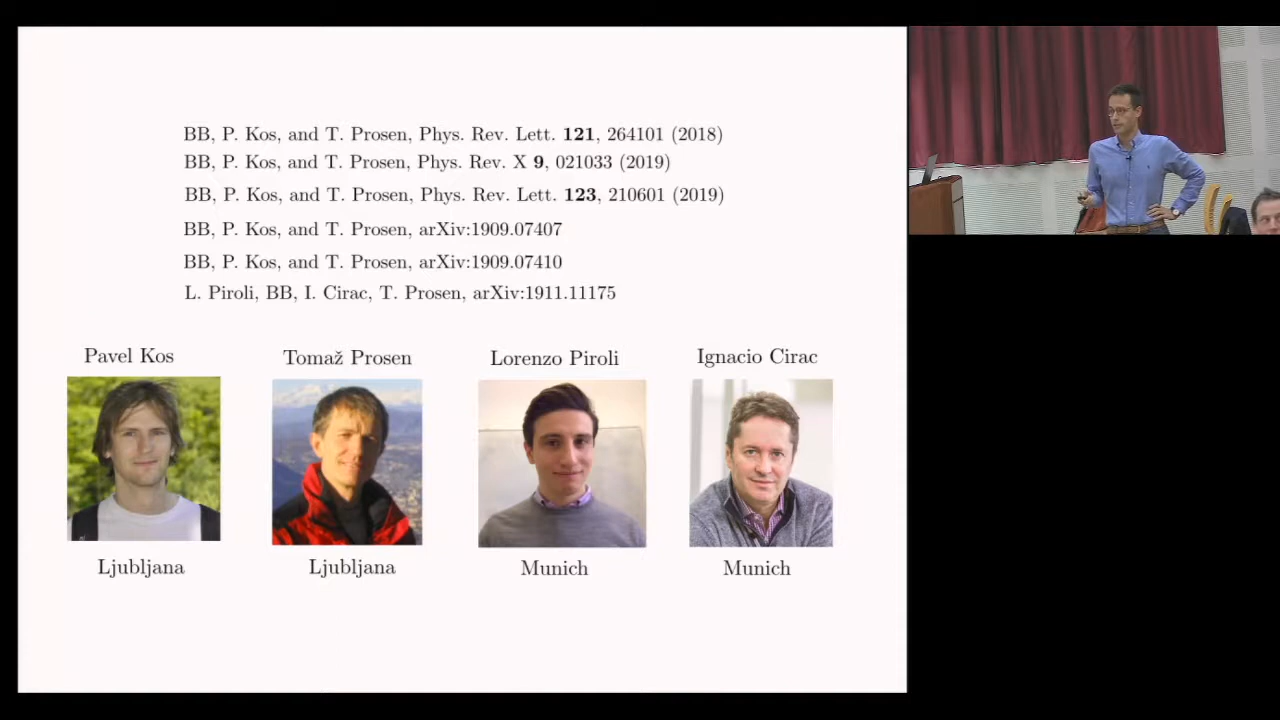 BB, P. Kos, and T. Prosen, Phys. Rev. Lett. 121, 264101 (2018)
BB, P. Kos, and T. Prosen, Phys. Rev. X 9, 021033 (2019)
BB, P. Kos, and T. Prosen, Phys. Rev. Lett. 123, 210601 (2019)
BB, P. Kos, and T. Prosen, arXiv:1909.07407
BB, P. Kos, and T. Prosen, arXiv:1909.07410
L. Piroli, BB, I. Cirac, T. Prosen, arXiv:1911.11175
Pavel Kos
Tomaž Prosen
Lorenzo Piroli
Ignacio Cirac
Ljubljana
Ljubljana
Munich
Munich